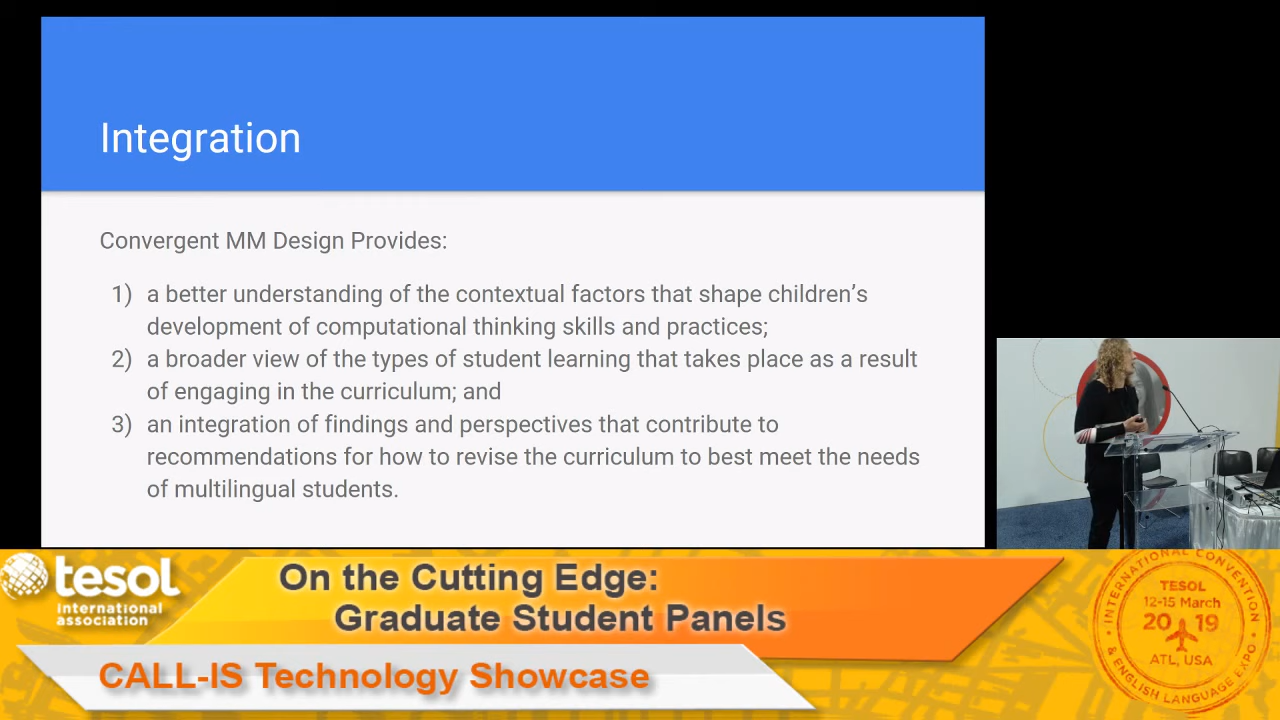 Integration
Convergent MM Design Provides:
1) a better understanding of the contextual factors that shape children’s
development of computational thinking skills and practices;
2) a broader view of the types of student learning that takes place as a result
of engaging in the curriculum; and
3) an integration of findings and perspectives that contribute to
recommendations for how to revise the curriculum to best meet the needs
of multilingual students.
tesol
international
association
On the Cutting Edge:
Graduate Student Panels
CALL-IS Technology Showcase
INTERNATIONAL CONVENTION
& ENGLISH LANGUAGE EXPO
TESOL
12-15 March
2019
ATL, USA